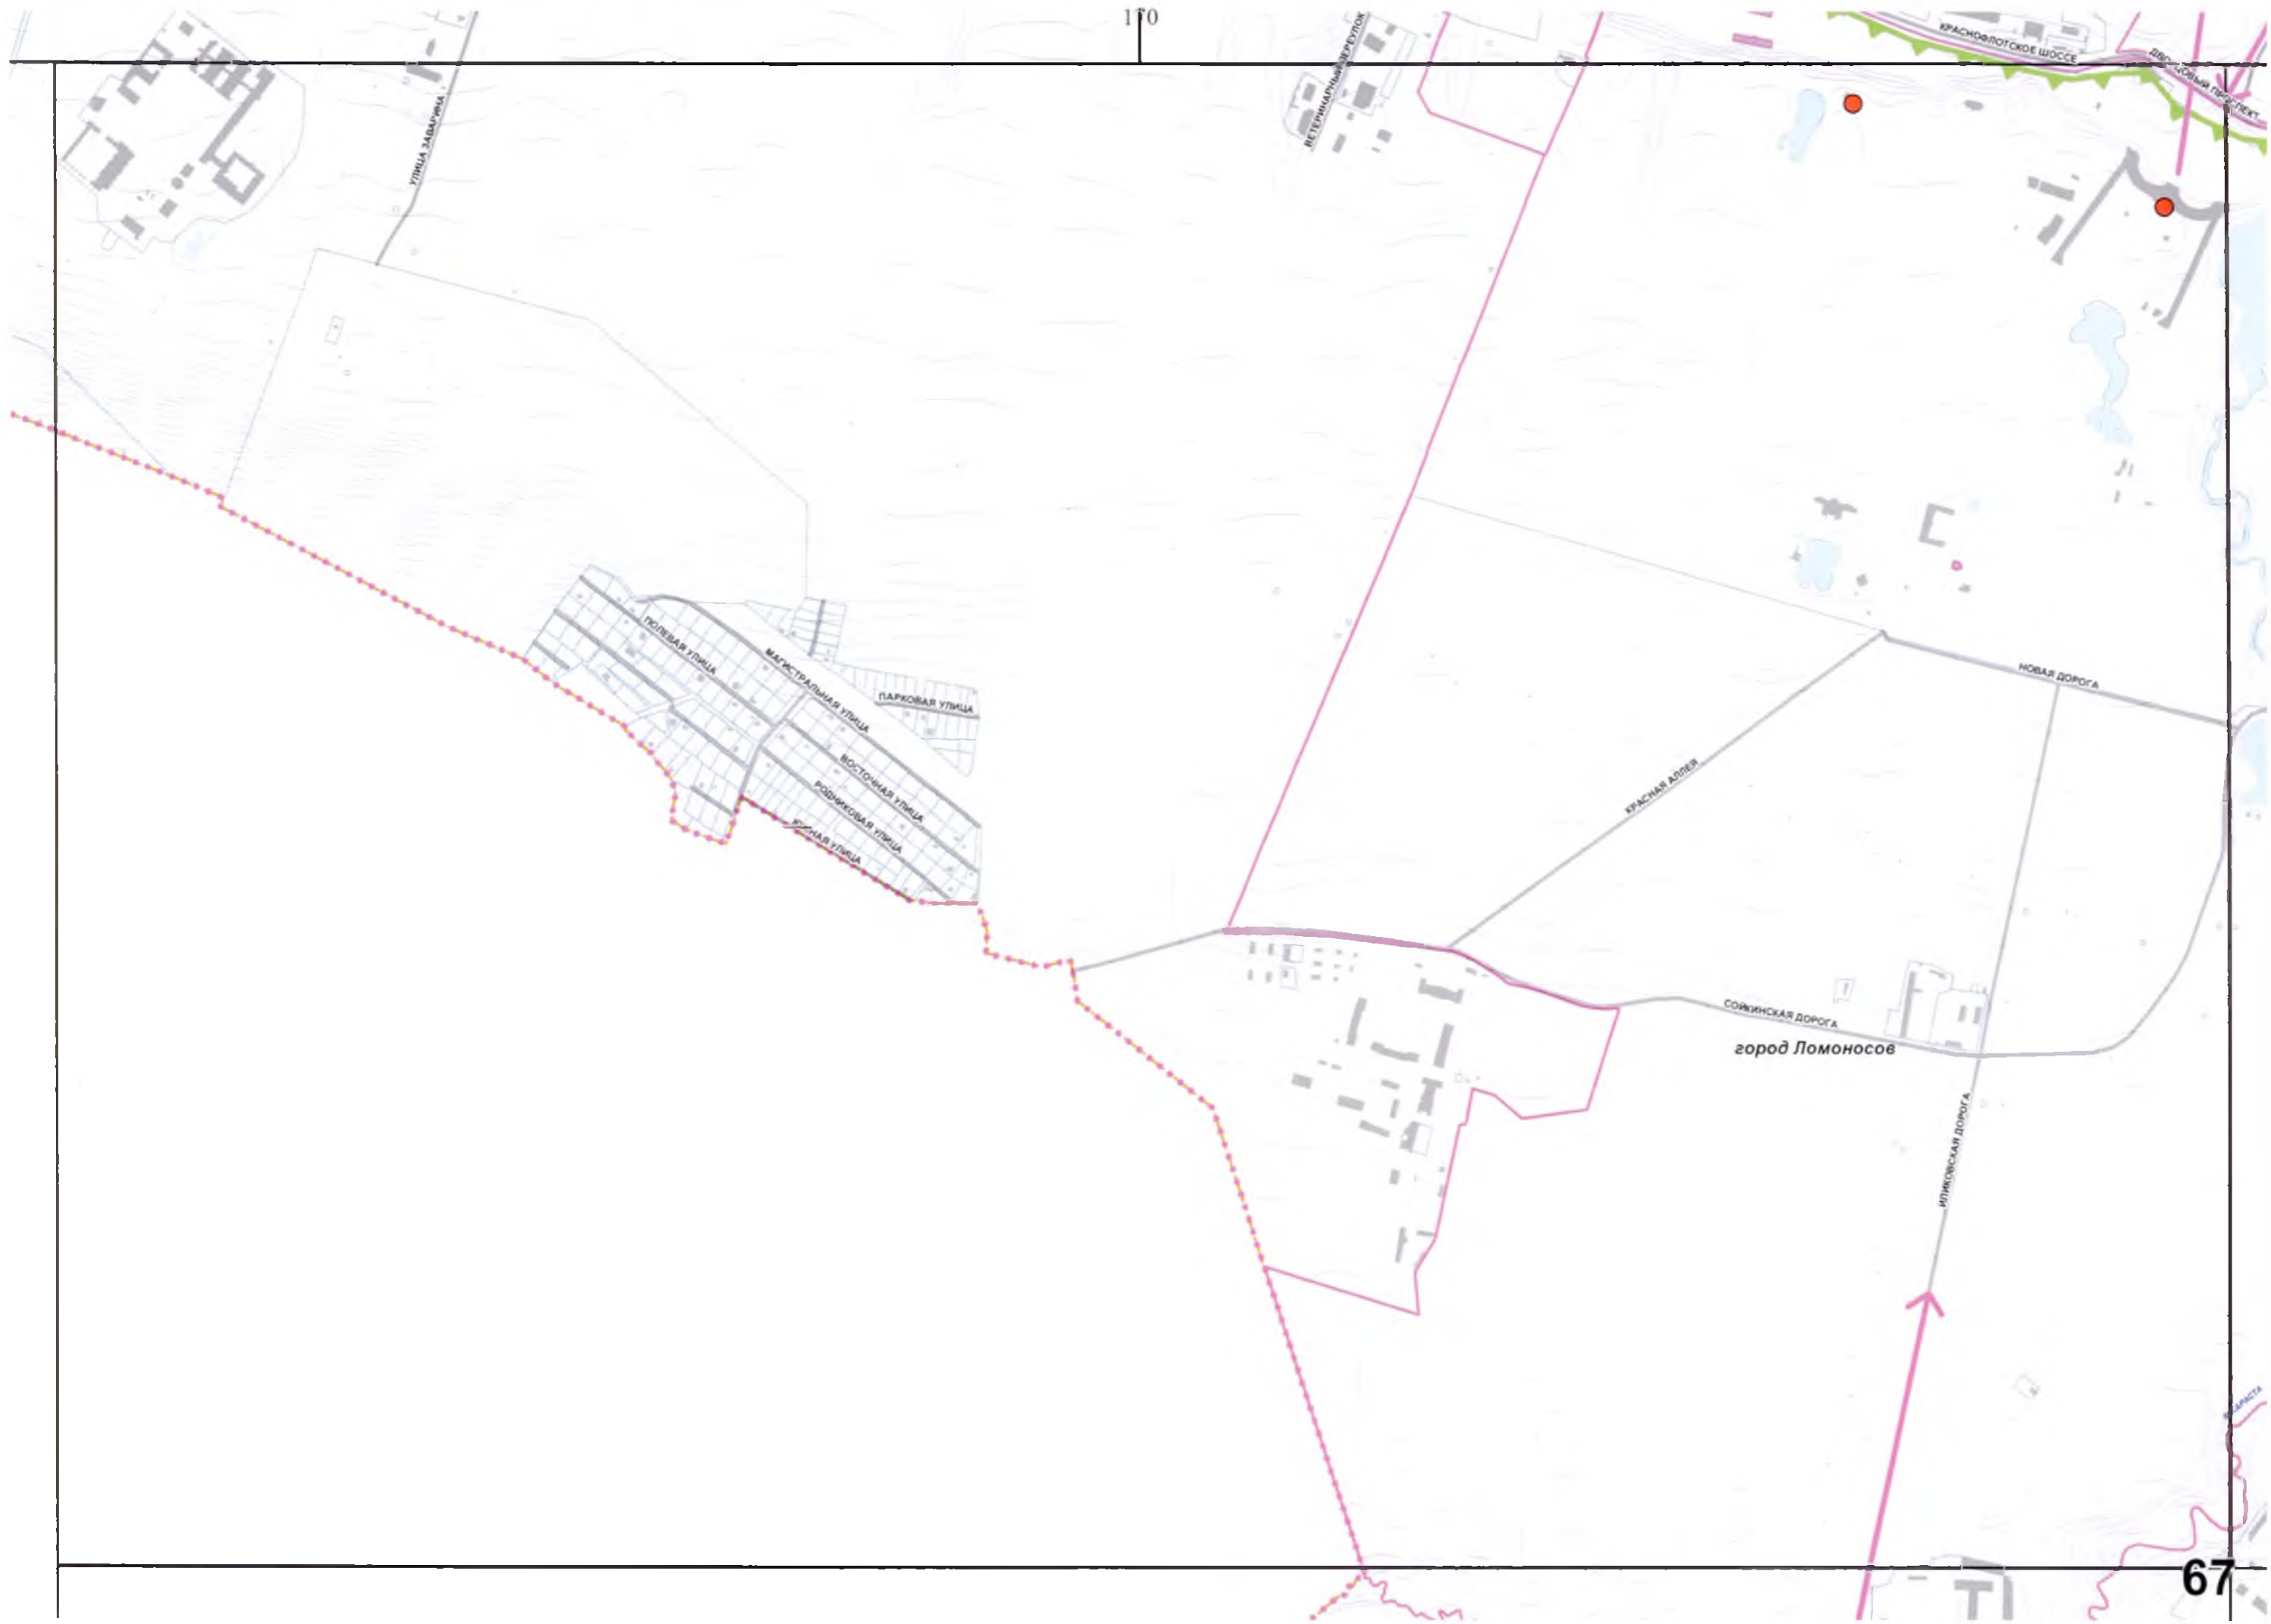 170
КРАСНОФЛОТСКОЕ ШОССЕ
ДВОРЦОВЫЙ ПРОСПЕКТ
ВЕТЕРИНАРНЫЙ ПЕРЕУЛОК
УЛИЦА ЗАВАРИНА
ПОЛЕВАЯ УЛИЦА
МАГИСТРАЛЬНАЯ УЛИЦА
ПАРКОВАЯ УЛИЦА
ВОСТОЧНАЯ УЛИЦА
РОДНИКОВАЯ УЛИЦА
ЮЖНАЯ УЛИЦА
НОВАЯ ДОРОГА
КРАСНАЯ АЛЛЕЯ
СОЙКИНСКАЯ ДОРОГА
город Ломоносов
ИЛИКОВСКАЯ ДОРОГА
67